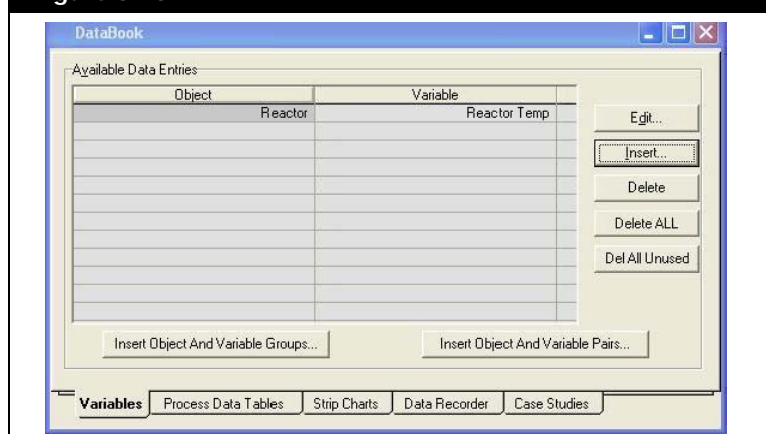 DataBook
Available Data Entries
Object Variable
Reactor Reactor Temp
Edit...
Insert...
Delete
Delete ALL
Del All Unused
Insert Object And Variable Groups... Insert Object And Variable Pairs...
Variables Process Data Tables Strip Charts Data Recorder Case Studies